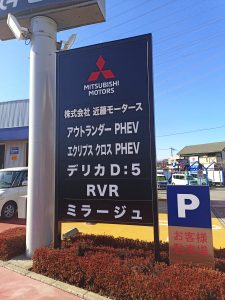 MITSUBISHI
MOTORS
株式会社 近藤モータース
アウトランダー PHEV
エクリプス クロス PHEV
デリカ D:5
RVR
ミラージュ
P
お客様